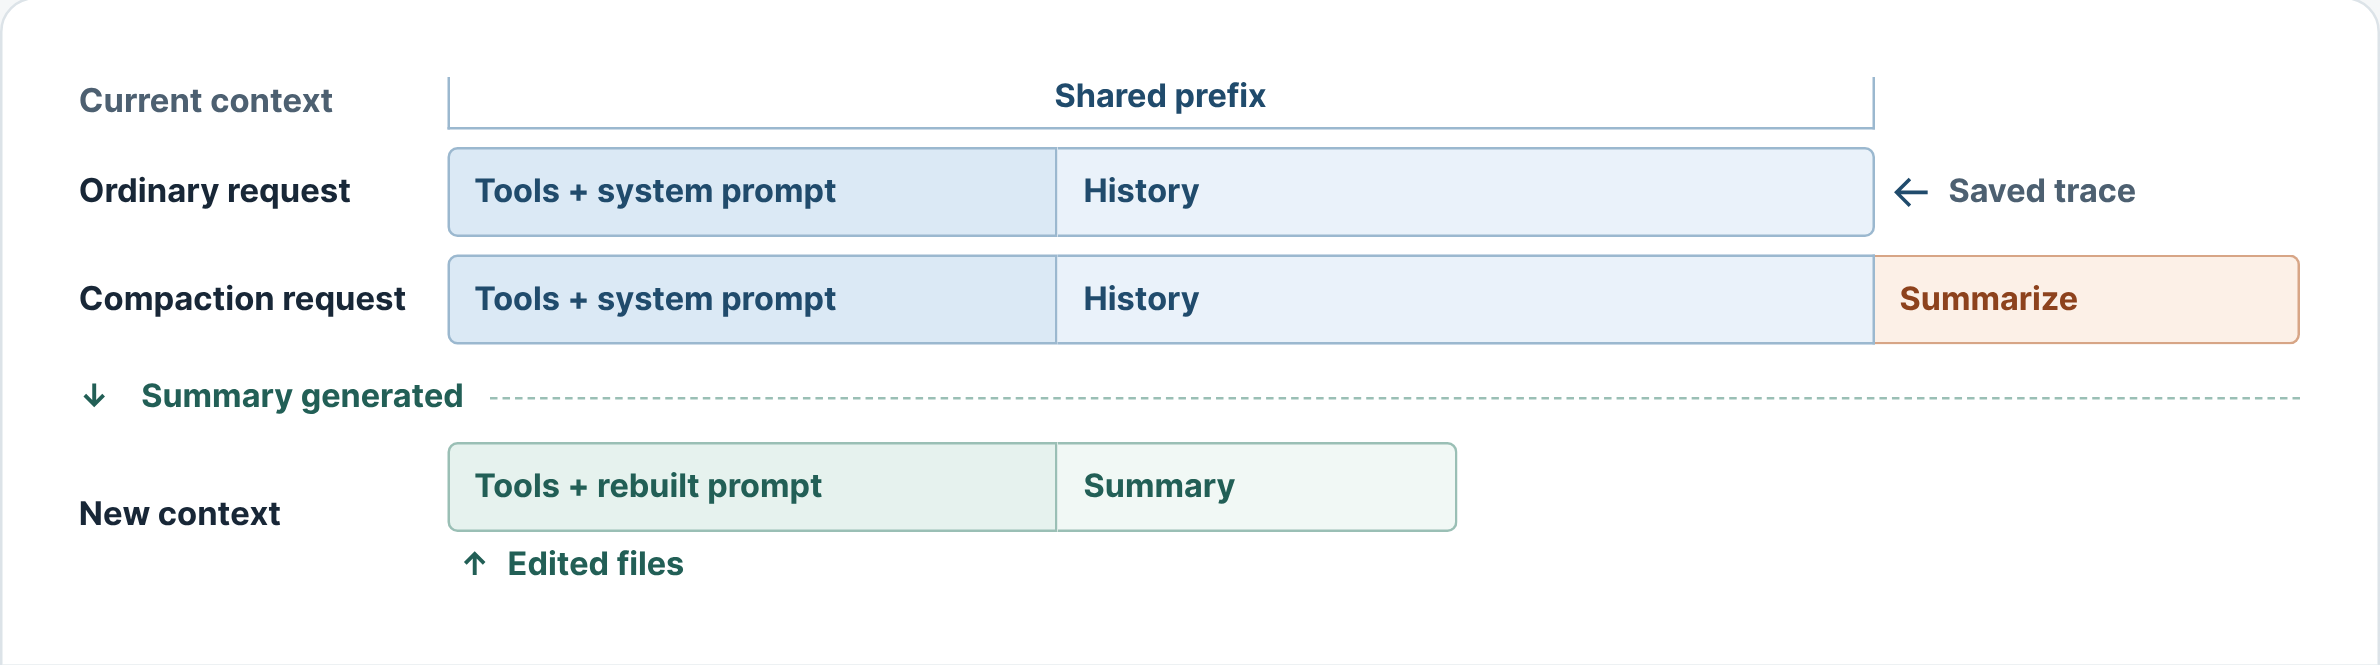 Current context
Shared prefix
Ordinary request
Tools + system prompt
History
← Saved trace
Compaction request
Tools + system prompt
History
Summarize
↓ Summary generated
New context
Tools + rebuilt prompt
Summary
↑ Edited files